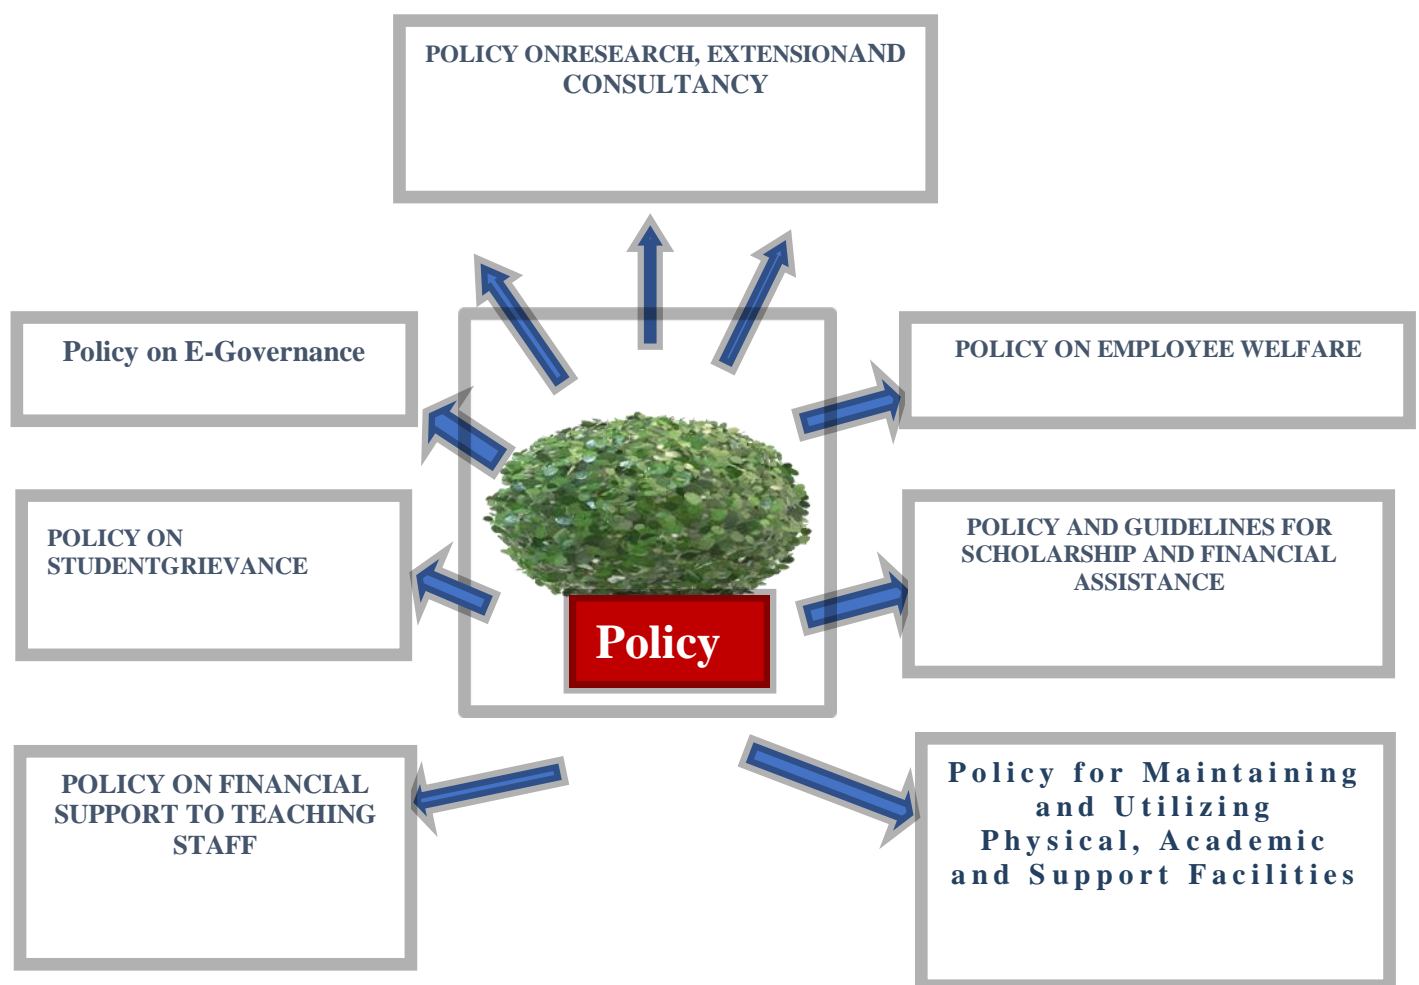 POLICY ONRESEARCH, EXTENSIONAND
CONSULTANCY
Policy on E-Governance
POLICY ON EMPLOYEE WELFARE
POLICY ON
STUDENTGRIEVANCE
POLICY AND GUIDELINES FOR
SCHOLARSHIP AND FINANCIAL
ASSISTANCE
Policy
POLICY ON FINANCIAL
SUPPORT TO TEACHING
STAFF
Policy for Maintaining
and Utilizing
Physical, Academic
and Support Facilities